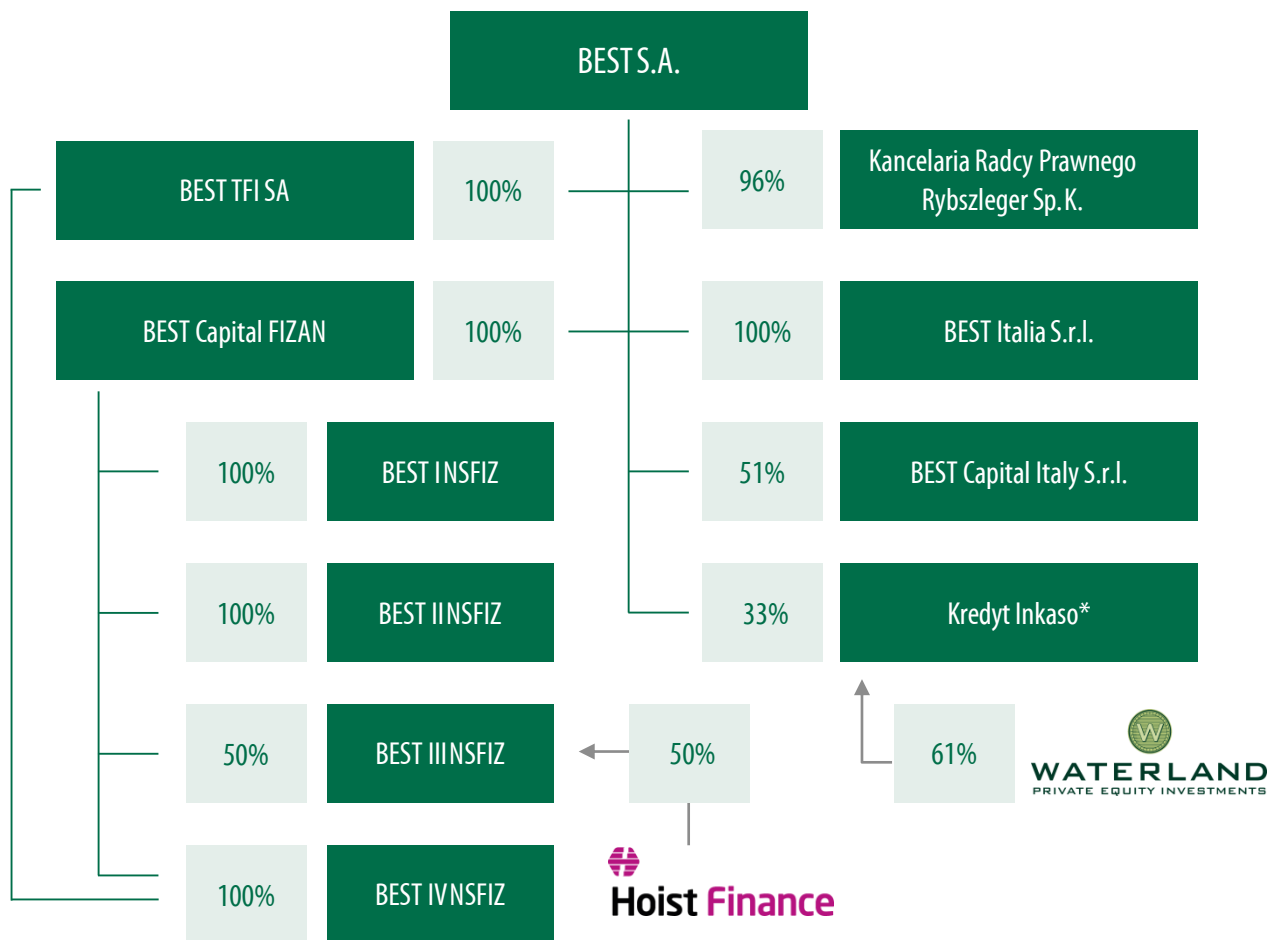 BEST S.A.
BEST TFI SA
100%
96%
Kancelaria Radcy Prawnego
Rybszleger Sp. K.
BEST Capital FIZAN
100%
100%
BEST Italia S.r.l.
100%
BEST I NSFIZ
51%
BEST Capital Italy S.r.l.
100%
BEST II NSFIZ
33%
Kredyt Inkaso*
50%
BEST III NSFIZ
50%
61%
W
WATERLAND
PRIVATE EQUITY INVESTMENTS
100%
BEST IV NSFIZ
Hoist Finance